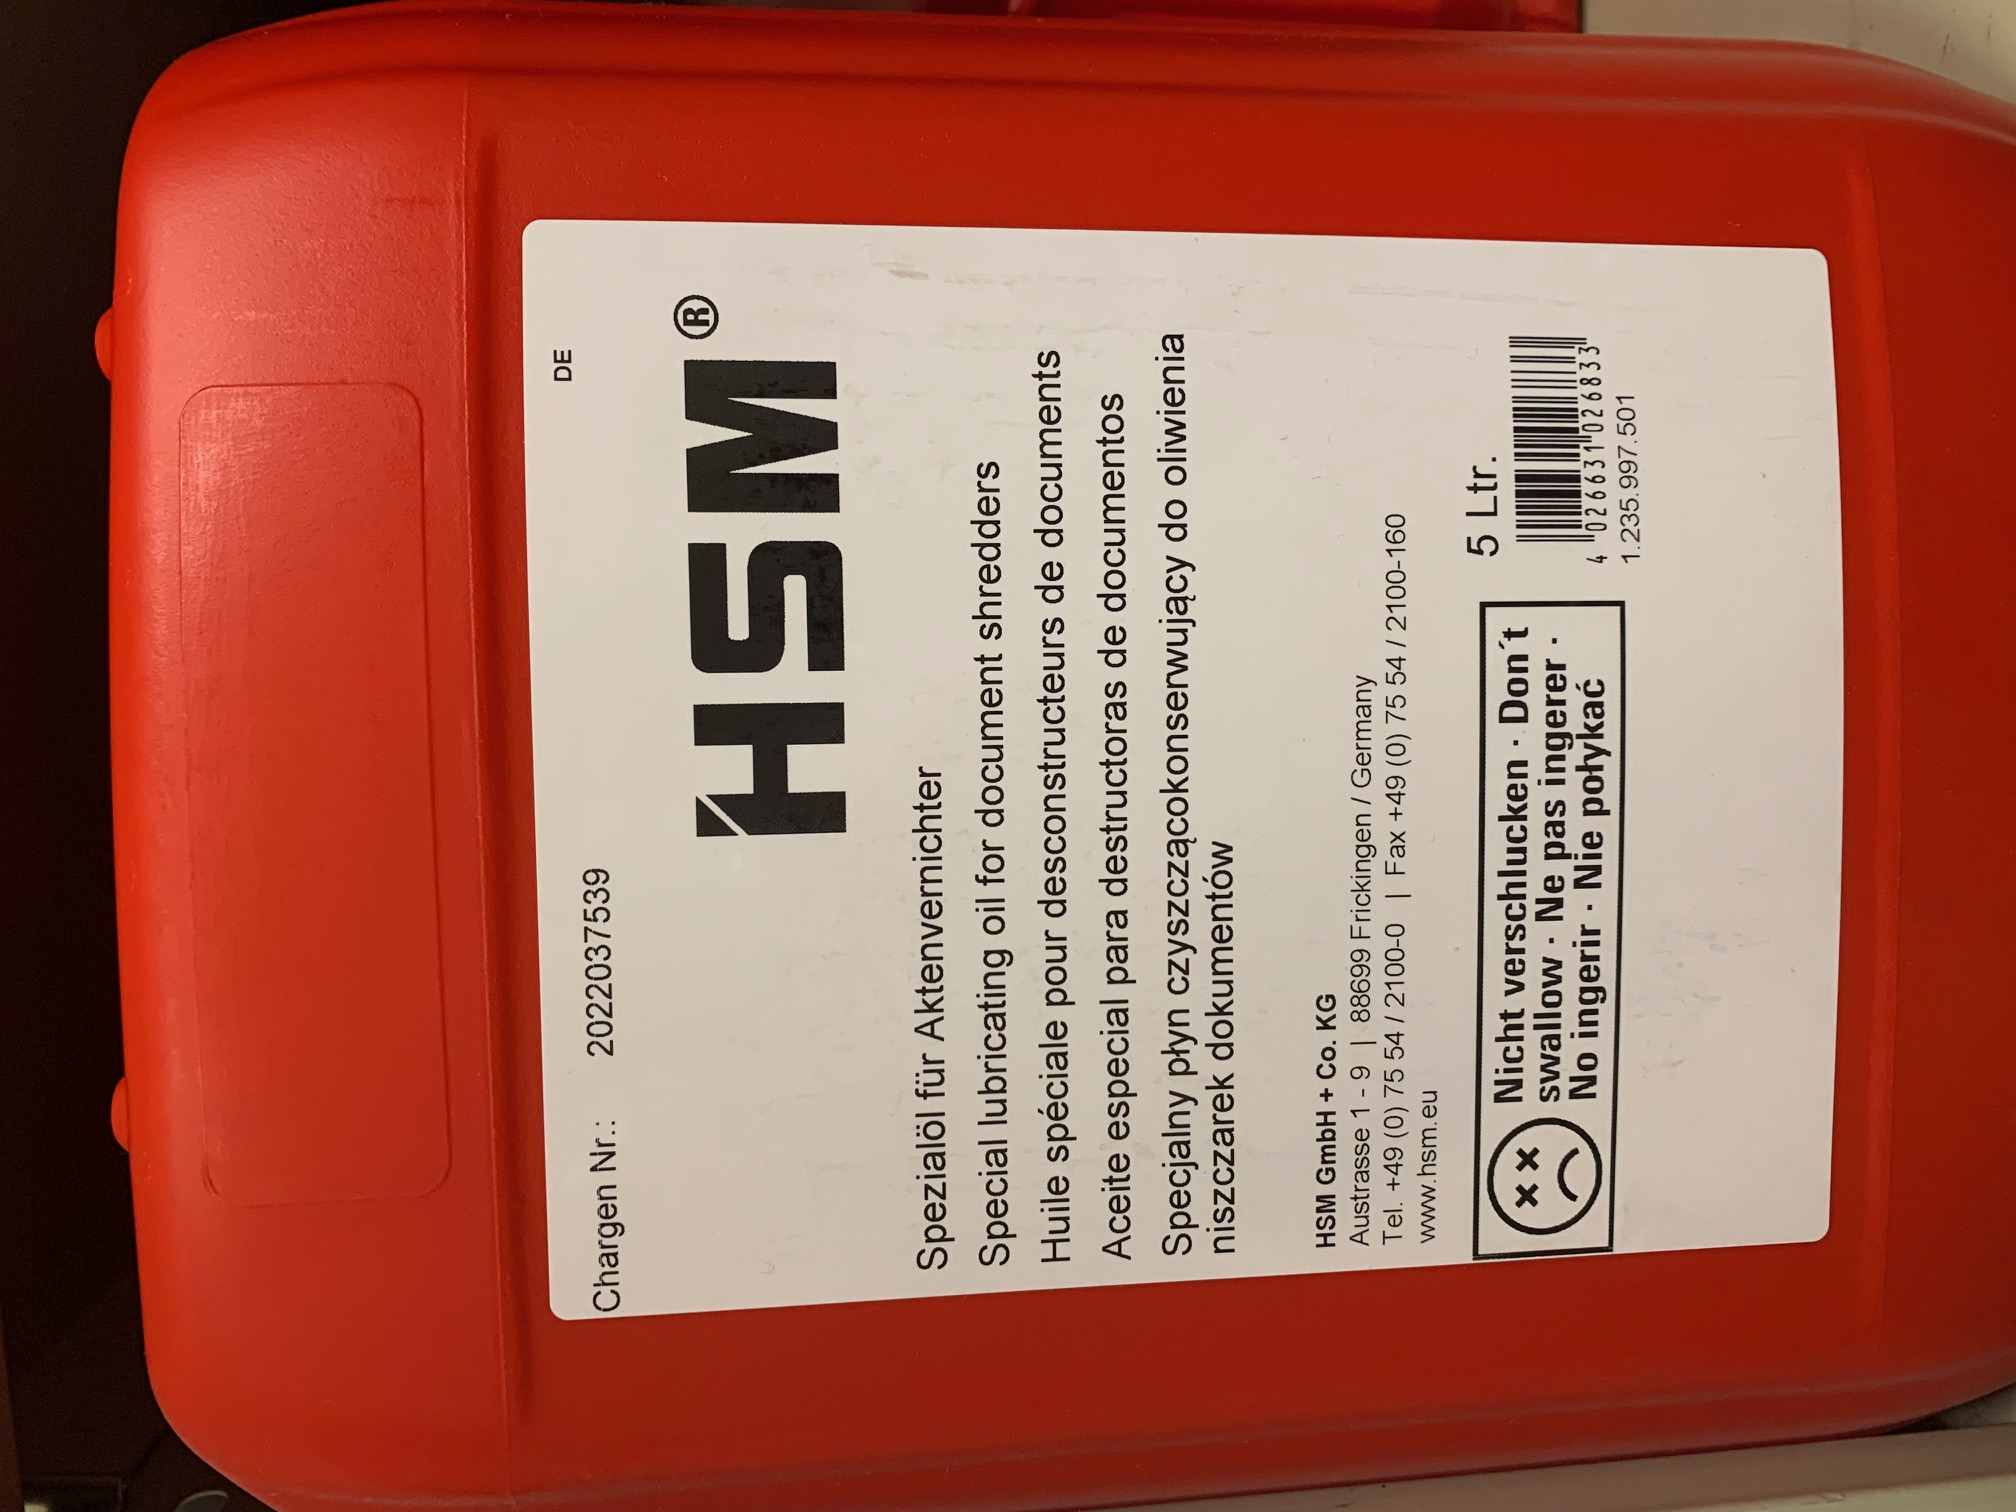 DE
Chargen Nr.: 2022037539
HSM®
Spezialöl für Aktenvernichter
Special lubricating oil for document shredders
Huile spéciale pour desconstructeurs de documents
Aceite especial para destructoras de documentos
Specjalny płyn czyszczącokonserwujący do oliwienia
niszczarek dokumentów
HSM GmbH + Co. KG
Austrasse 1 - 9 | 88699 Frickingen / Germany
Tel. +49 (0) 75 54 / 2100-0 | Fax +49 (0) 75 54 / 2100-160
www.hsm.eu
Nicht verschlucken · Don´t
swallow · Ne pas ingerer ·
No ingerir · Nie połykać
5 Ltr.
4 026631 026833
1.235.997.501